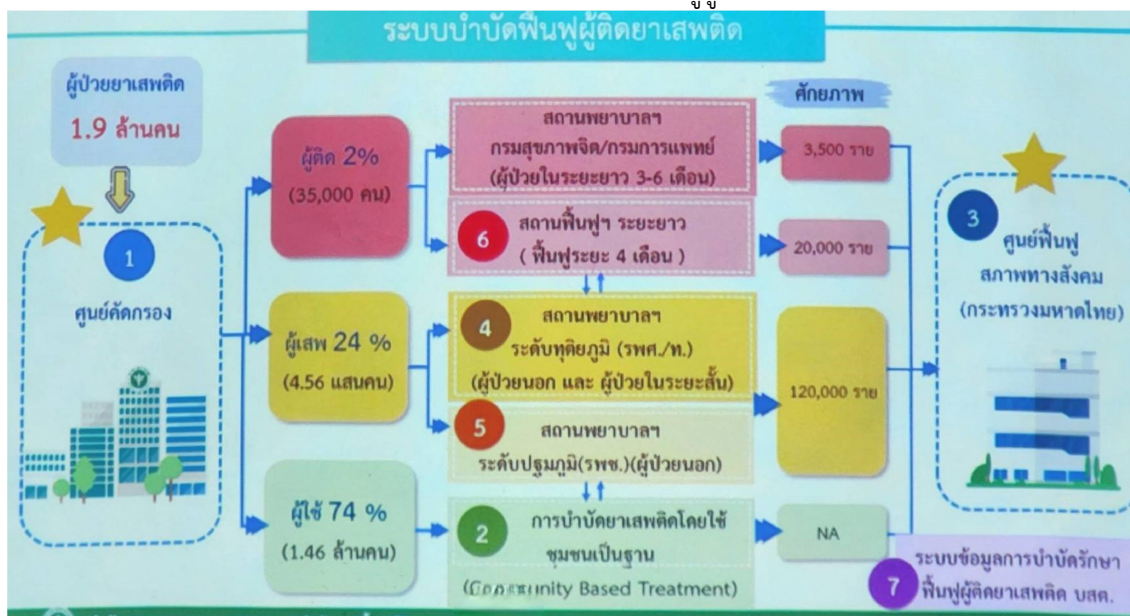 ระบบบำบัดฟื้นฟูผู้ติดยาเสพติด
ผู้ป่วยยาเสพติด
1.9 ล้านคน
1
ศูนย์คัดกรอง
ผู้ติด 2%
(35,000 คน)
ผู้เสพ 24 %
(4.56 แสนคน)
ผู้ใช้ 74 %
(1.46 ล้านคน)
สถานพยาบาลฯ
กรมสุขภาพจิต/กรมการแพทย์
(ผู้ป่วยในระยะยาว 3-6 เดือน)
6
สถานฟื้นฟูฯ ระยะยาว
( ฟื้นฟูระยะ 4 เดือน )
4
สถานพยาบาลฯ
ระดับทุติยภูมิ (รพศ./ท.)
(ผู้ป่วยนอก และ ผู้ป่วยในระยะสั้น)
5
สถานพยาบาลฯ
ระดับปฐมภูมิ(รพช.)(ผู้ป่วยนอก)
2
การบำบัดยาเสพติดโดยใช้
ชุมชนเป็นฐาน
(Community Based Treatment)
ศักยภาพ
3,500 ราย
20,000 ราย
120,000 ราย
NA
3
ศูนย์ฟื้นฟู
สภาพทางสังคม
(กระทรวงมหาดไทย)
7
ระบบข้อมูลการบำบัดรักษา
ฟื้นฟูผู้ติดยาเสพติด บสต.